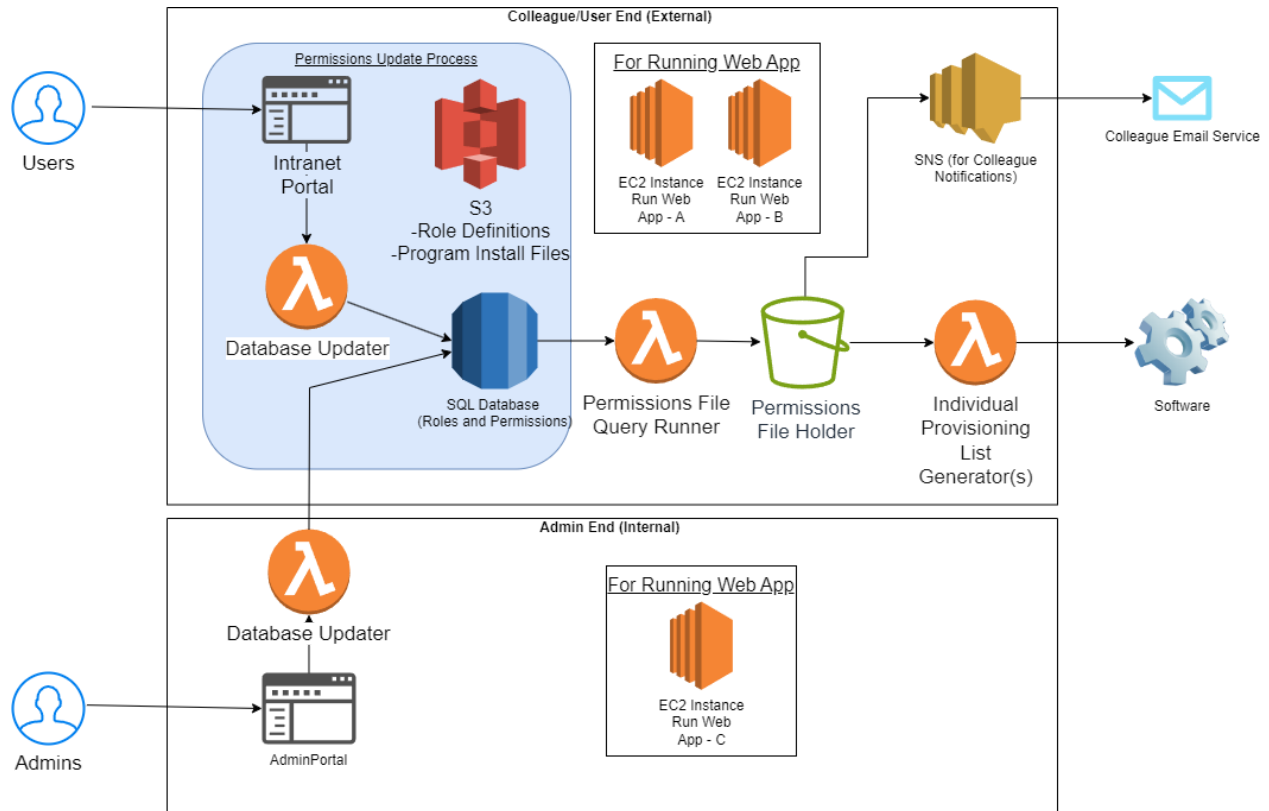 Colleague/User End (External)
Permissions Update Process
For Running Web App
Users
Intranet
Portal
S3
-Role Definitions
-Program Install Files
EC2 Instance
Run Web
App - A
EC2 Instance
Run Web
App - B
SNS (for Colleague
Notifications)
Colleague Email Service
Database Updater
SQL Database
(Roles and Permissions)
Permissions File
Query Runner
Permissions
File Holder
Individual
Provisioning
List
Generator(s)
Software
Admin End (Internal)
Database Updater
For Running Web App
EC2 Instance
Run Web
App - C
Admins
AdminPortal